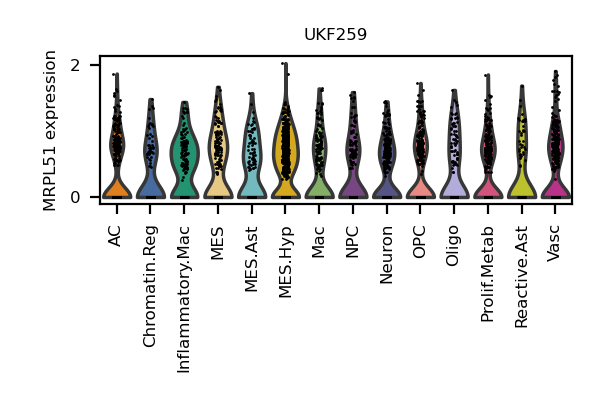 UKF259
MRPL51 expression
2
0
AC
Chromatin.Reg
Inflammatory.Mac
MES
MES.Ast
MES.Hyp
Mac
NPC
Neuron
OPC
Oligo
Prolif.Metab
Reactive.Ast
Vasc